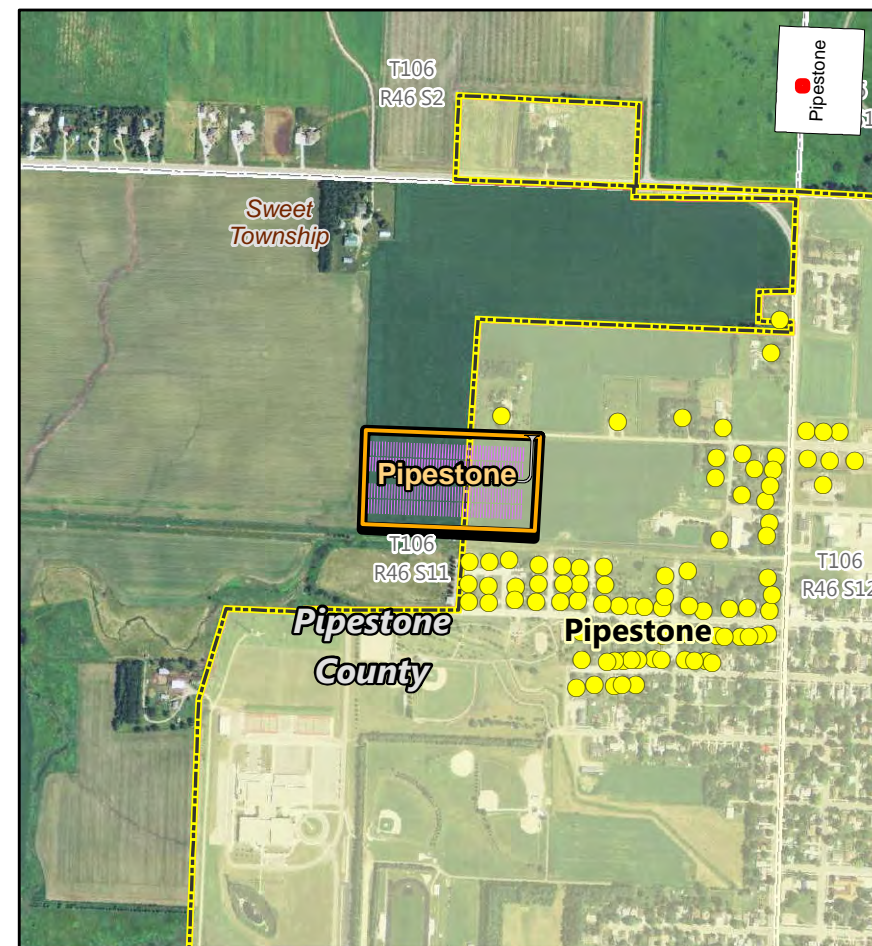 T106
R46 S2
Pipestone
Sweet
Township
Pipestone
T106
R46 S11
T106
R46 S12
Pipestone
County
Pipestone